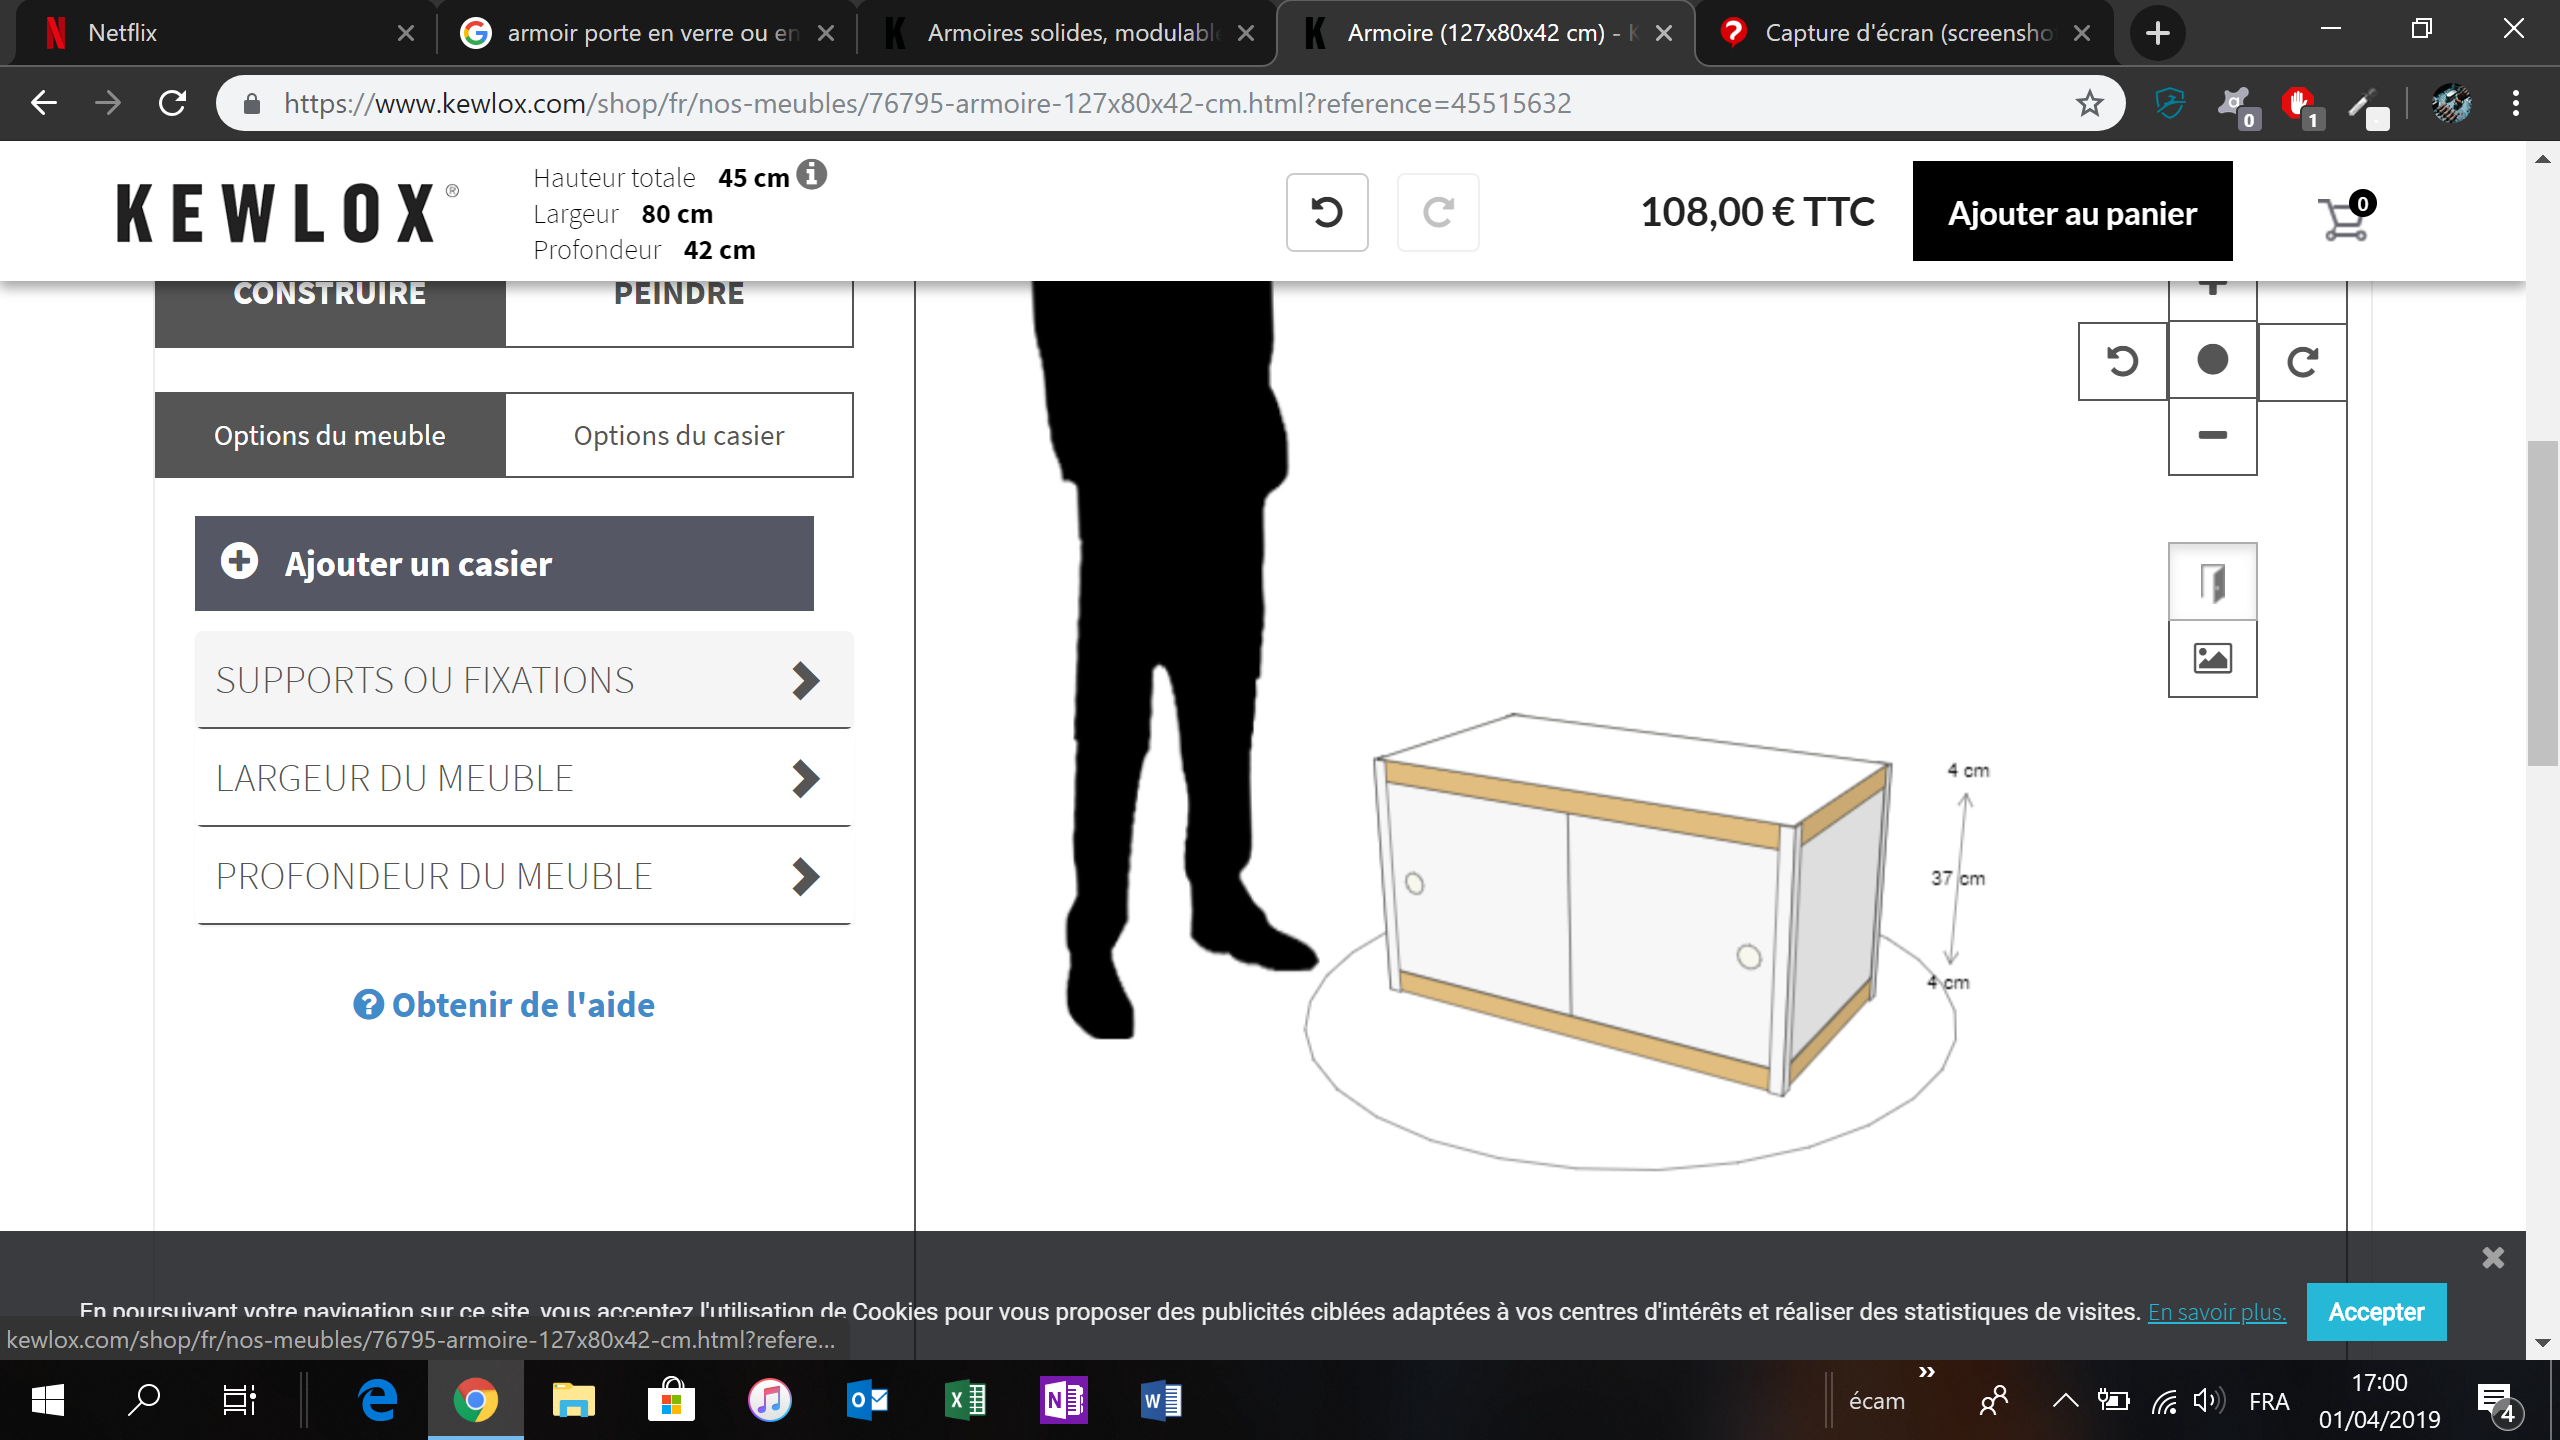 Netflix
armoir porte en verre ou en
Armoires solides, modulable
Armoire (127x80x42 cm) - K
Capture d'écran (screensho
https://www.kewlox.com/shop/fr/nos-meubles/76795-armoire-127x80x42-cm.html?reference=45515632
0
1
KEWLOX®
Hauteur totale 45 cm
Largeur 80 cm
Profondeur 42 cm
108,00 € TTC
Ajouter au panier
0
CONSTRUIRE
PEINDRE
Options du meuble
Options du casier
Ajouter un casier
SUPPORTS OU FIXATIONS
LARGEUR DU MEUBLE
PROFONDEUR DU MEUBLE
Obtenir de l'aide
4 cm
37 cm
4 cm
En poursuivant votre navigation sur ce site, vous acceptez l'utilisation de Cookies pour vous proposer des publicités ciblées adaptées à vos centres d'intérêts et réaliser des statistiques de visites. En savoir plus.
Accepter
kewlox.com/shop/fr/nos-meubles/76795-armoire-127x80x42-cm.html?refere...
écam
FRA
17:00
01/04/2019
4